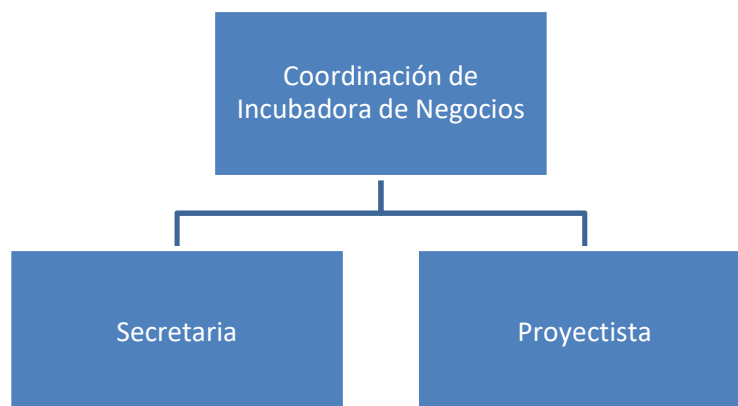 Coordinación de
Incubadora de Negocios
Secretaria
Proyectista